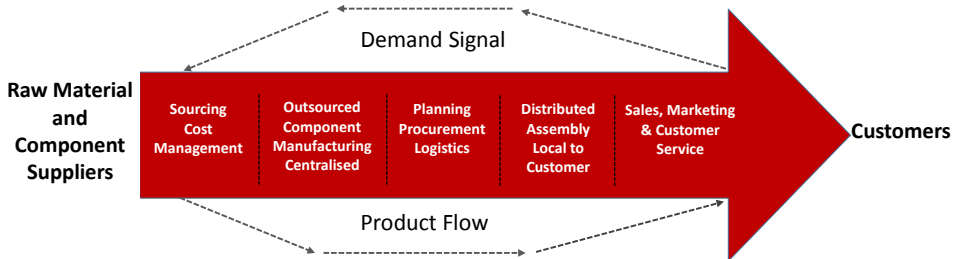 Demand Signal
Raw Material
and
Component
Suppliers
Sourcing
Cost
Management
Outsourced
Component
Manufacturing
Centralised
Planning
Procurement
Logistics
Distributed
Assembly
Local to
Customer
Sales, Marketing
& Customer
Service
Customers
Product Flow